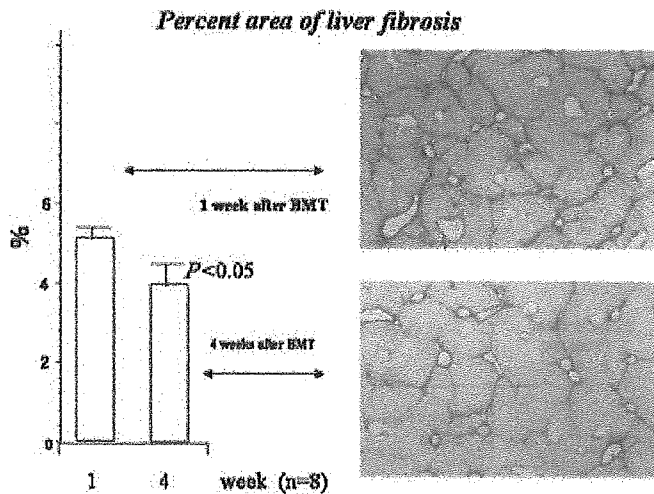 Percent area of liver fibrosis
%
6
4
2
0
1 week after BMT
P<0.05
4 weeks after BMT
1 4 week (n=8)